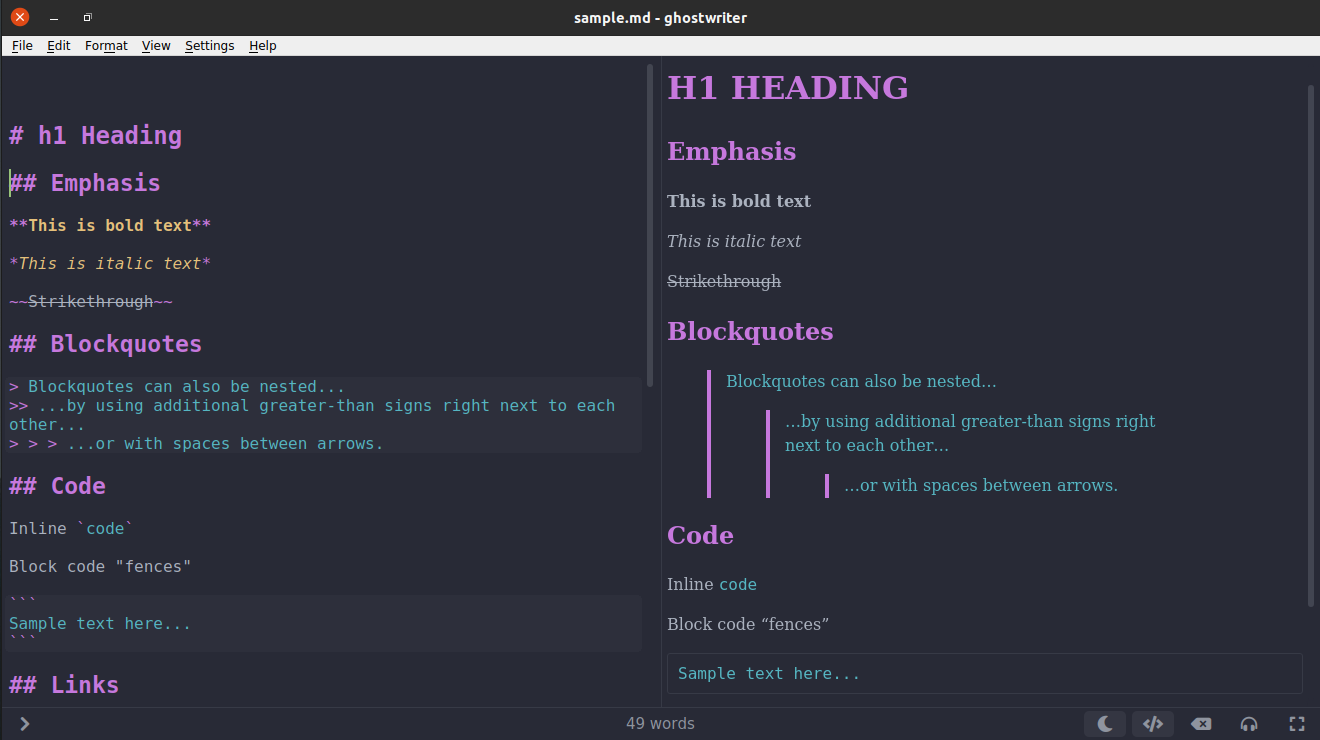 sample.md - ghostwriter
File Edit Format View Settings Help
# h1 Heading
## Emphasis
**This is bold text**
*This is italic text*
~~Strikethrough~~
## Blockquotes
> Blockquotes can also be nested...
>> ...by using additional greater-than signs right next to each
other...
> > > ...or with spaces between arrows.
## Code
Inline `code`
Block code "fences"
```
Sample text here...
```
## Links
H1 HEADING
Emphasis
This is bold text
This is italic text
Strikethrough
Blockquotes
Blockquotes can also be nested…
…by using additional greater-than signs right
next to each other…
…or with spaces between arrows.
Code
Inline code
Block code “fences”
Sample text here...
49 words